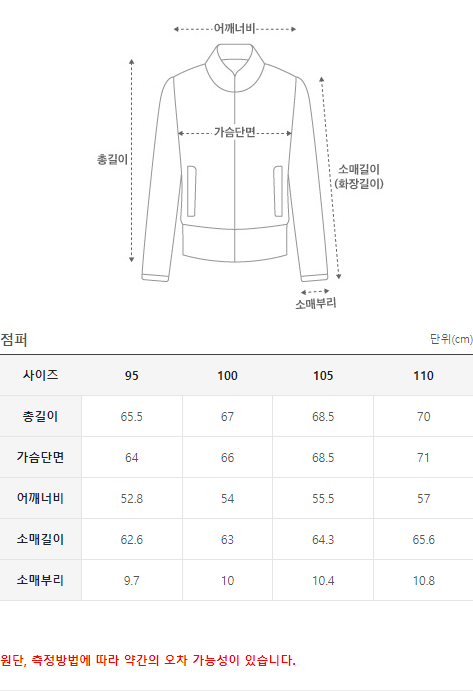 어깨너비
가슴단면
총길이
소매길이
(화장길이)
소매부리
점퍼 단위(cm)
사이즈 95 100 105 110
총길이 65.5 67 68.5 70
가슴단면 64 66 68.5 71
어깨너비 52.8 54 55.5 57
소매길이 62.6 63 64.3 65.6
소매부리 9.7 10 10.4 10.8
원단, 측정방법에 따라 약간의 오차 가능성이 있습니다.